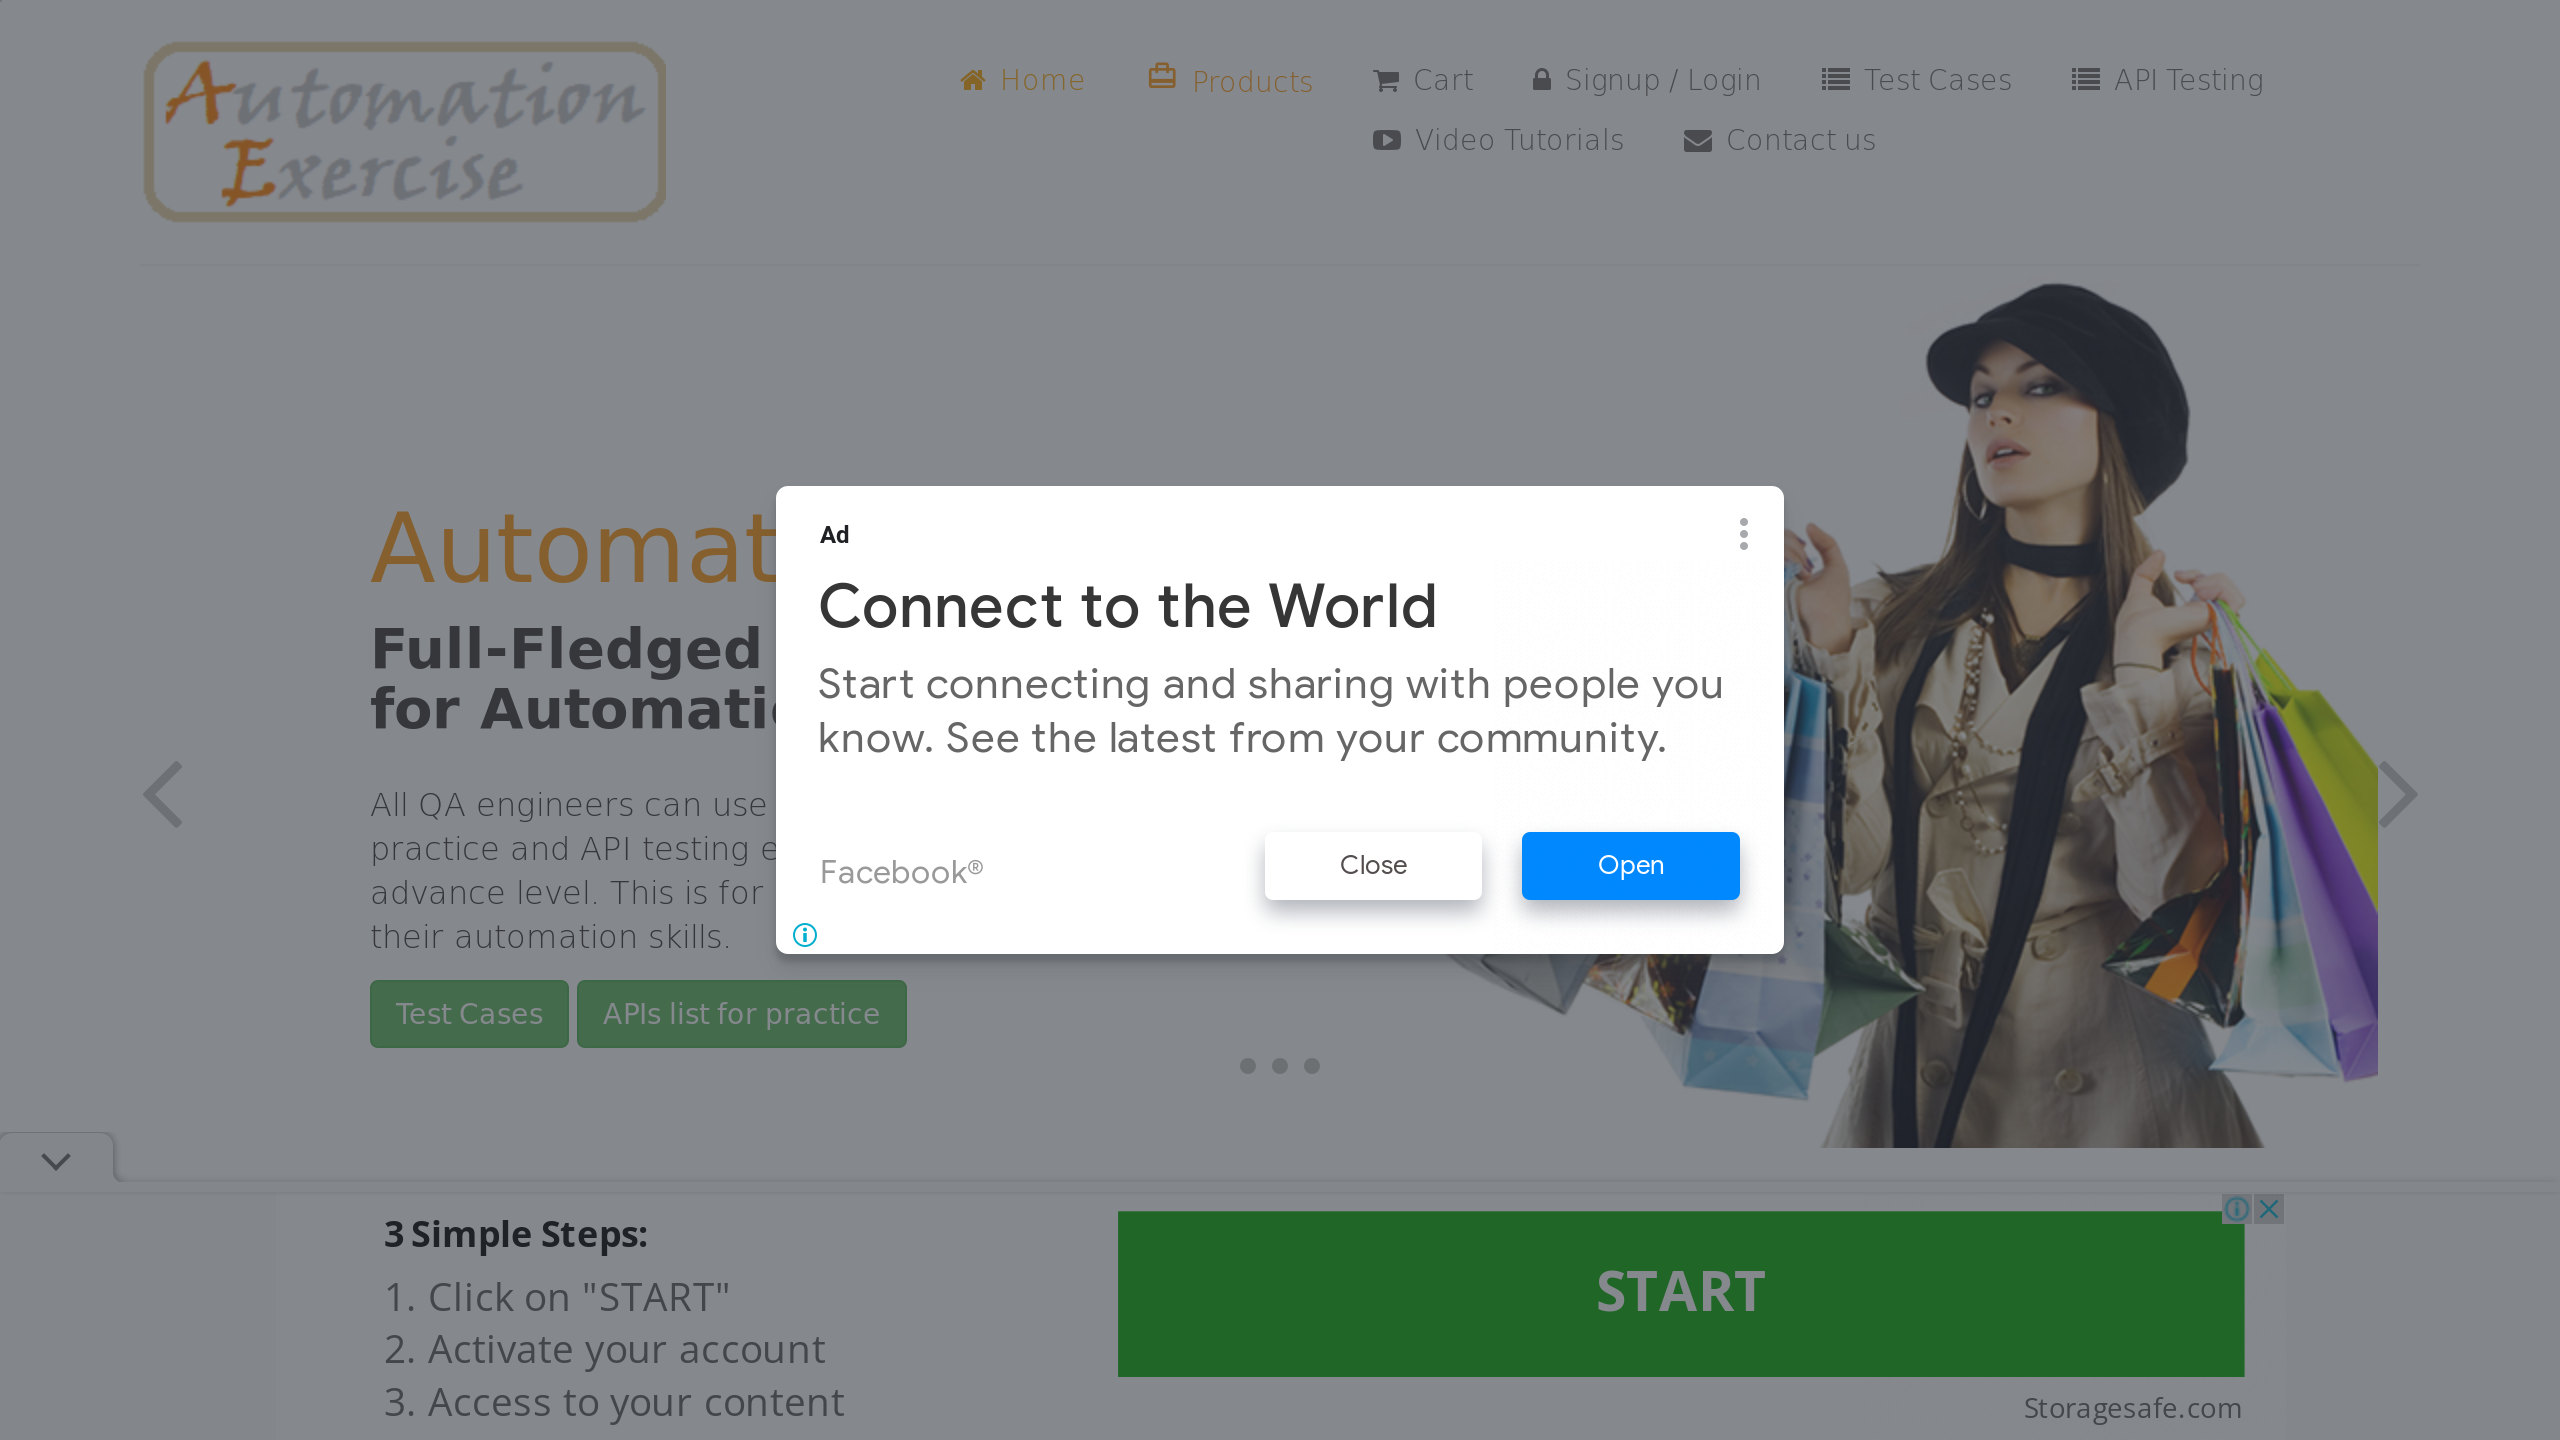 Automation
Exercise
Home
Products
Cart
Signup / Login
Test Cases
API Testing
Video Tutorials
Contact us
Automat
Full-Fledged
for Automati
All QA engineers can use
practice and API testing e
advance level. This is for
their automation skills.
Test Cases
APIs list for practice
Ad
Connect to the World
Start connecting and sharing with people you
know. See the latest from your community.
Facebook®
Close
Open
3 Simple Steps:
1. Click on "START"
2. Activate your account
3. Access to your content
START
Storagesafe.com